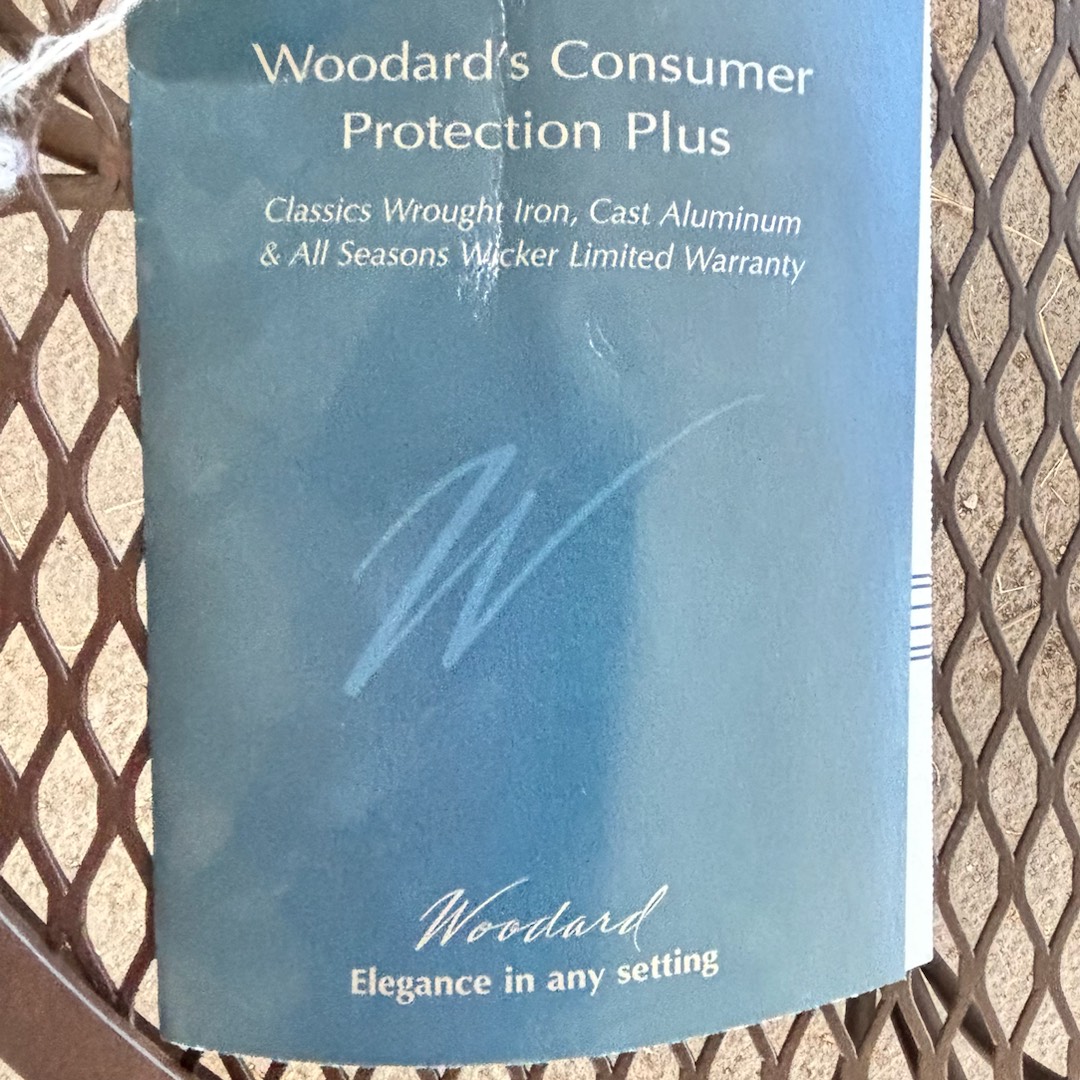 Woodard's Consumer
Protection Plus
Classics Wrought Iron, Cast Aluminum
& All Seasons Wicker Limited Warranty
W
Woodard
Elegance in any setting